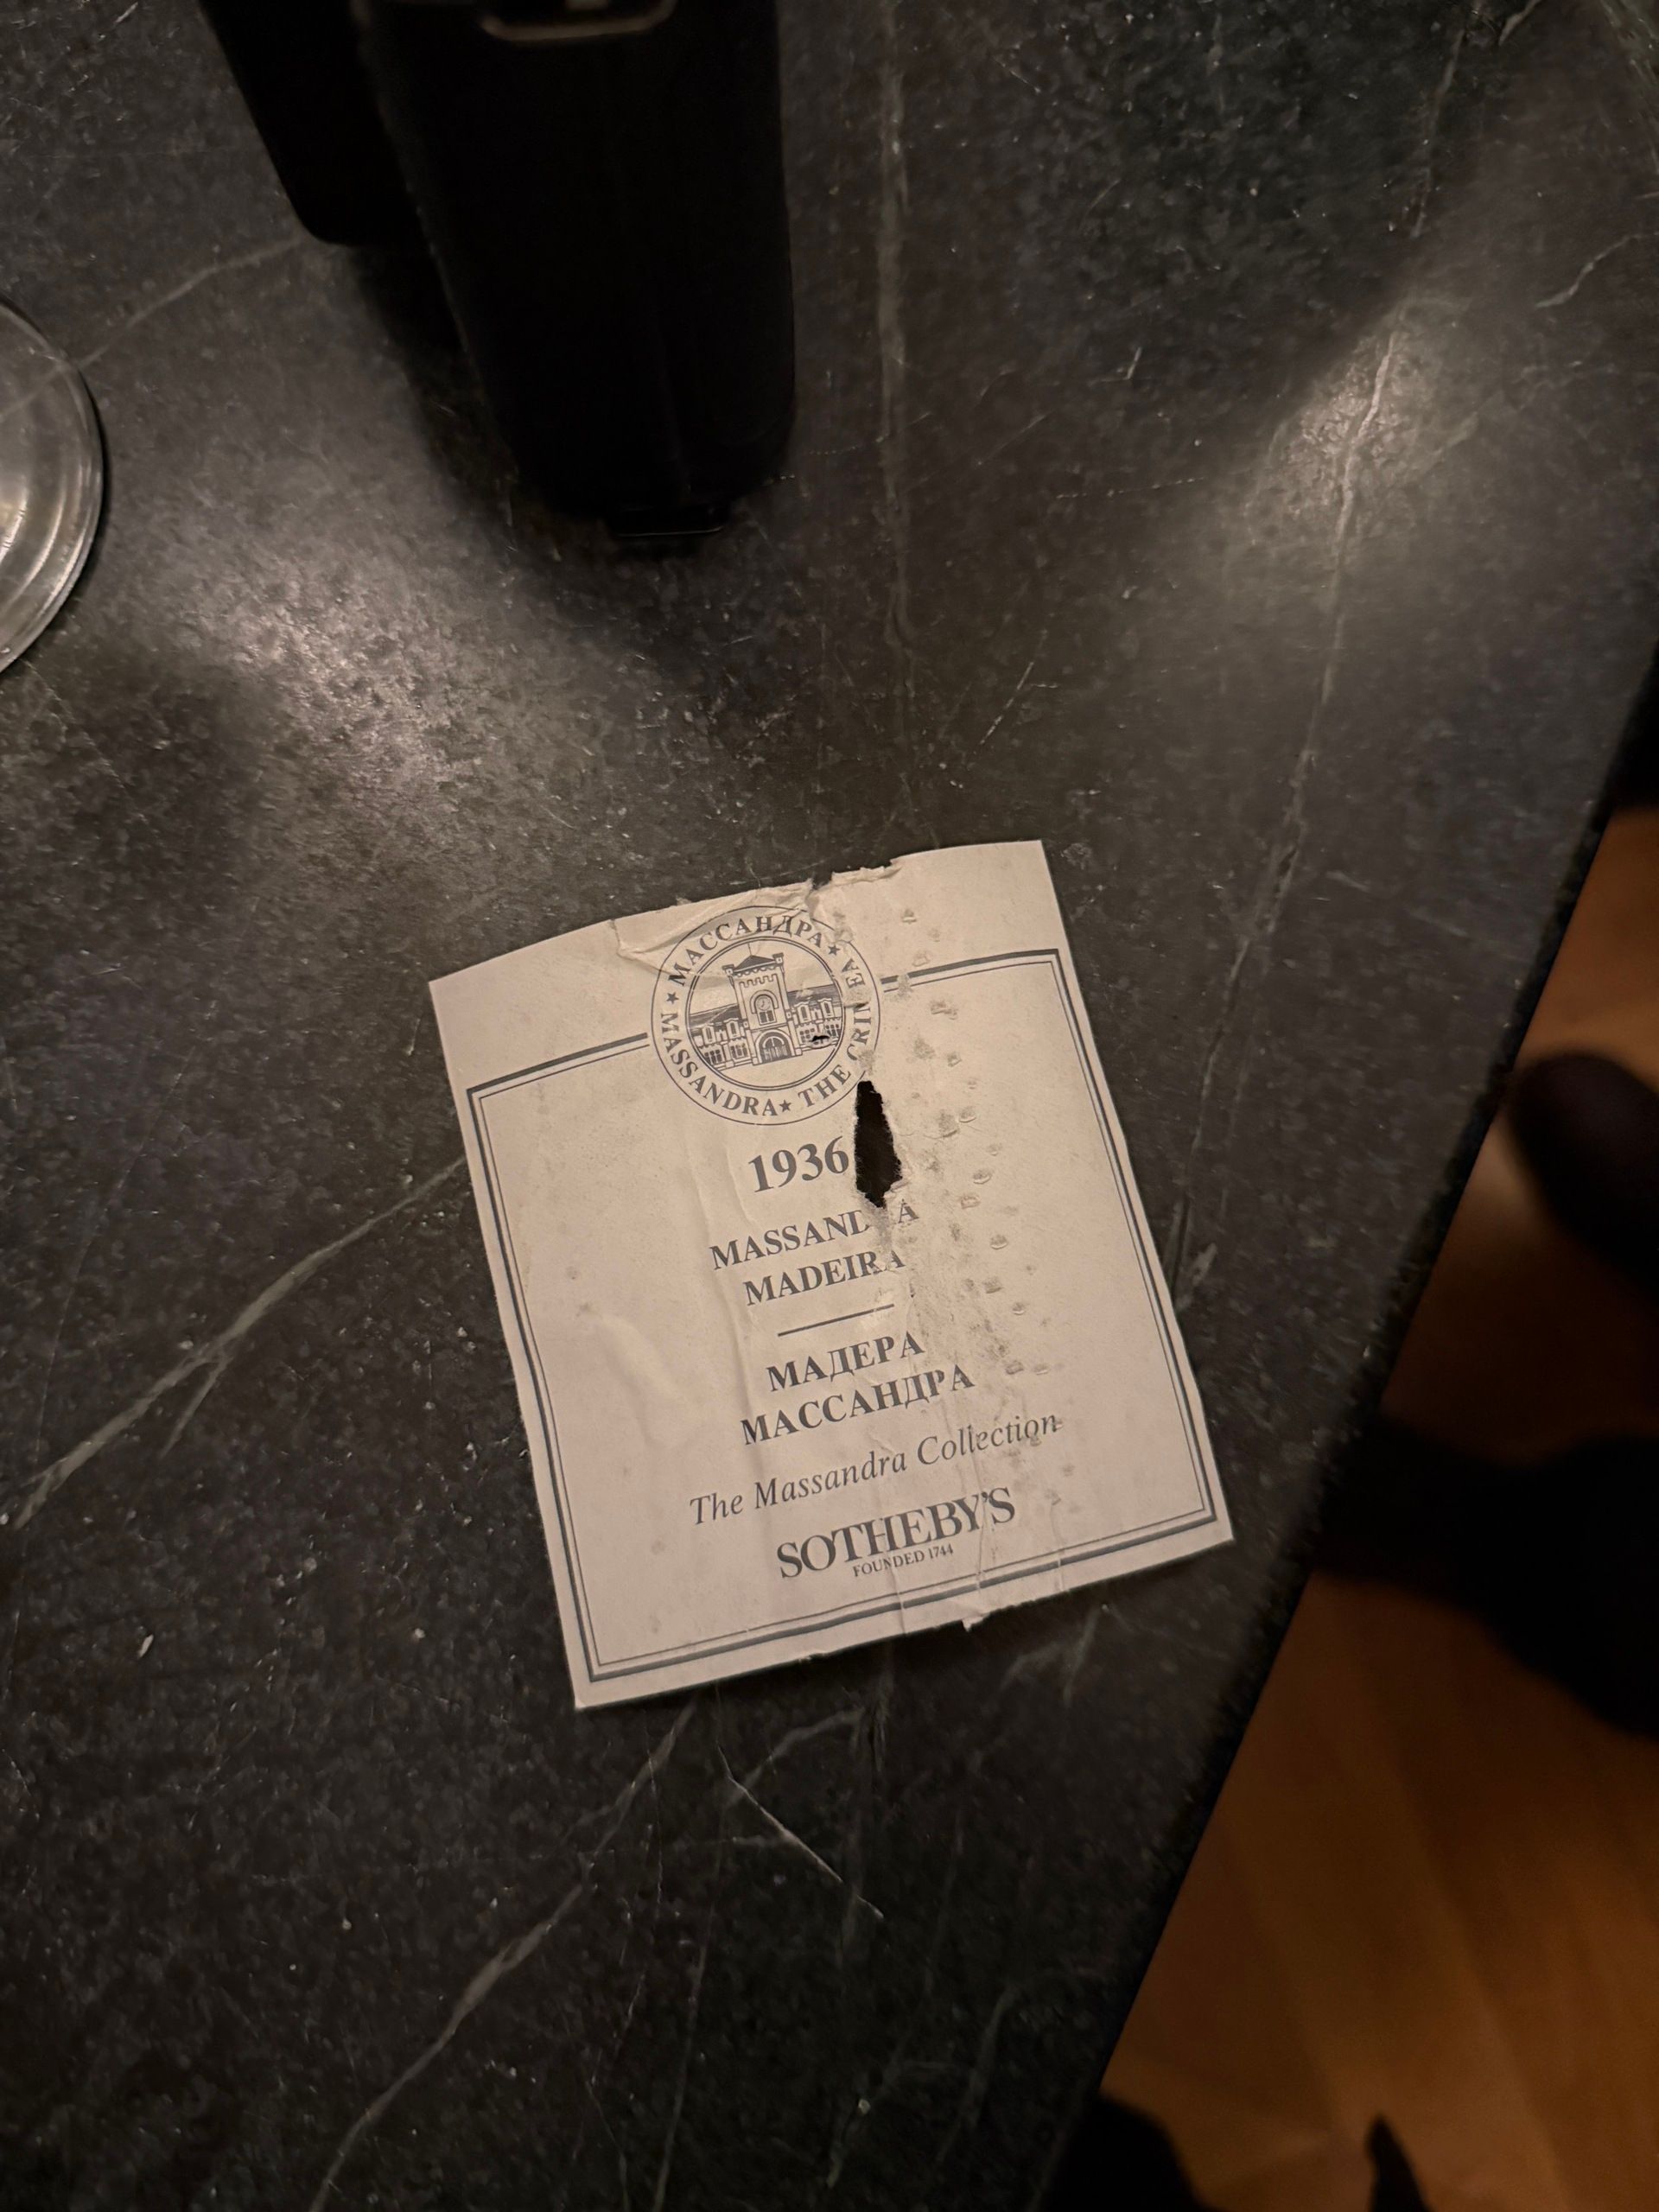 ★ МАССАНДРА ★
MASSANDRA ★ THE CRIMEA
1936
MASSANDRA
MADEIRA
МАДЕРА
МАССАНДРА
The Massandra Collection
SOTHEBY'S
FOUNDED 1744